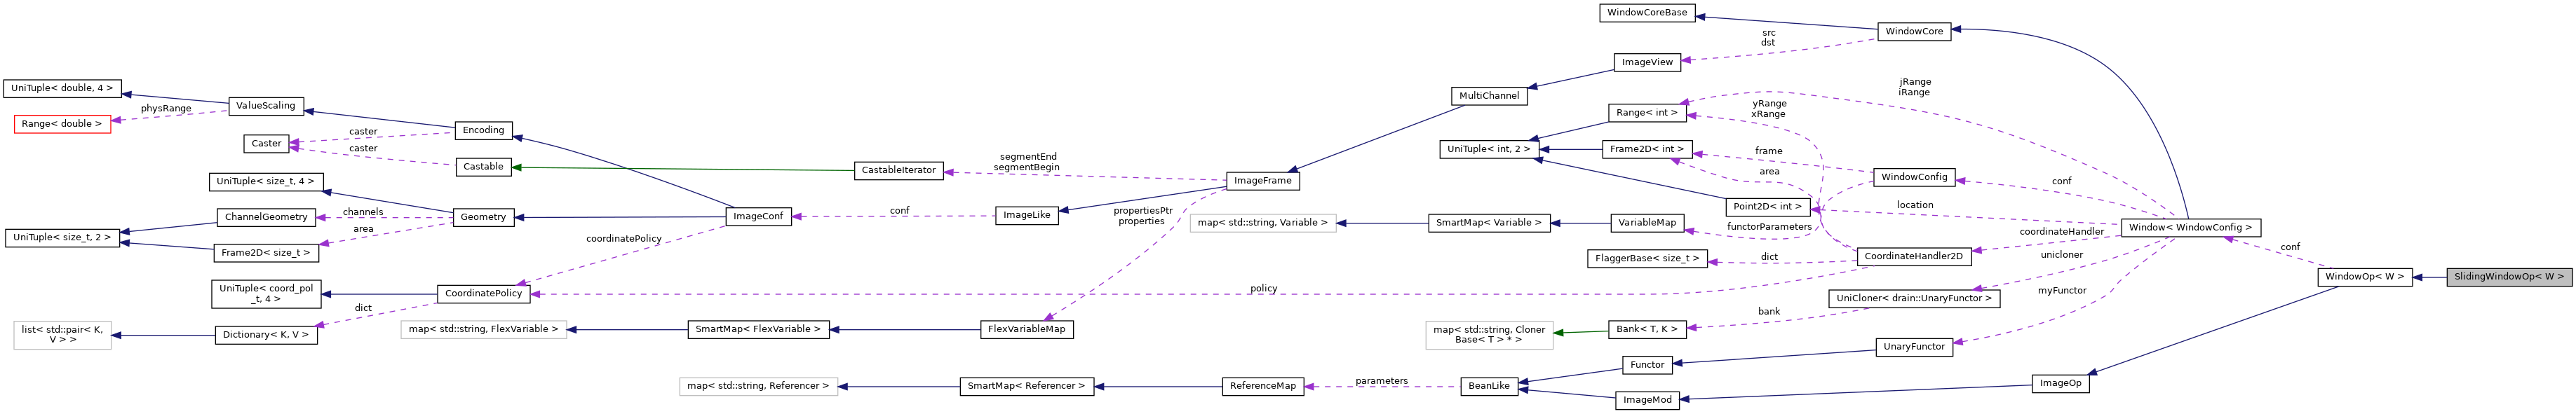 WindowCoreBase
src
dst
WindowCore
ImageView
UniTuple< double, 4 >
physRange
ValueScaling
Range< double >
MultiChannel
jRange
iRange
yRange
xRange
Range< int >
Encoding
caster
Caster
caster
Castable
UniTuple< int, 2 >
Frame2D< int >
frame
area
segmentEnd
segmentBegin
CastableIterator
ImageFrame
WindowConfig
conf
UniTuple< size_t, 4 >
ChannelGeometry
channels
area
Geometry
ImageConf
conf
ImageLike
propertiesPtr
properties
Point2D< int >
location
map< std::string, Variable >
SmartMap< Variable >
VariableMap
functorParameters
Window< WindowConfig >
UniTuple< size_t, 2 >
Frame2D< size_t >
coordinatePolicy
FlaggerBase< size_t >
dict
CoordinateHandler2D
coordinateHandler
unicloner
conf
WindowOp< W >
SlidingWindowOp< W >
UniTuple< coord_pol
_t, 4 >
CoordinatePolicy
policy
UniCloner< drain::UnaryFunctor >
myFunctor
dict
list< std::pair< K,
V > >
Dictionary< K, V >
map< std::string, FlexVariable >
SmartMap< FlexVariable >
FlexVariableMap
map< std::string, Cloner
Base< T > * >
Bank< T, K >
bank
UnaryFunctor
Functor
map< std::string, Referencer >
SmartMap< Referencer >
ReferenceMap
parameters
BeanLike
ImageMod
ImageOp